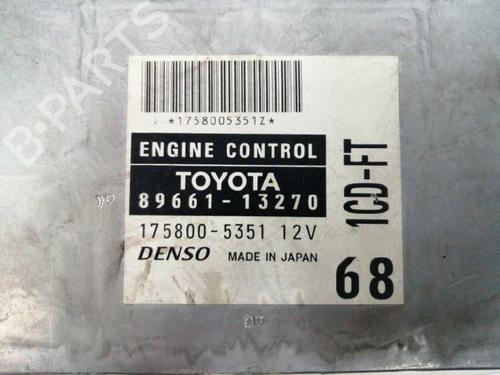 B-PARTS
*1758005351Z*
ENGINE CONTROL
TOYOTA
89661-13270
175800-5351 12V
DENSO MADE IN JAPAN
1CD-FT
68